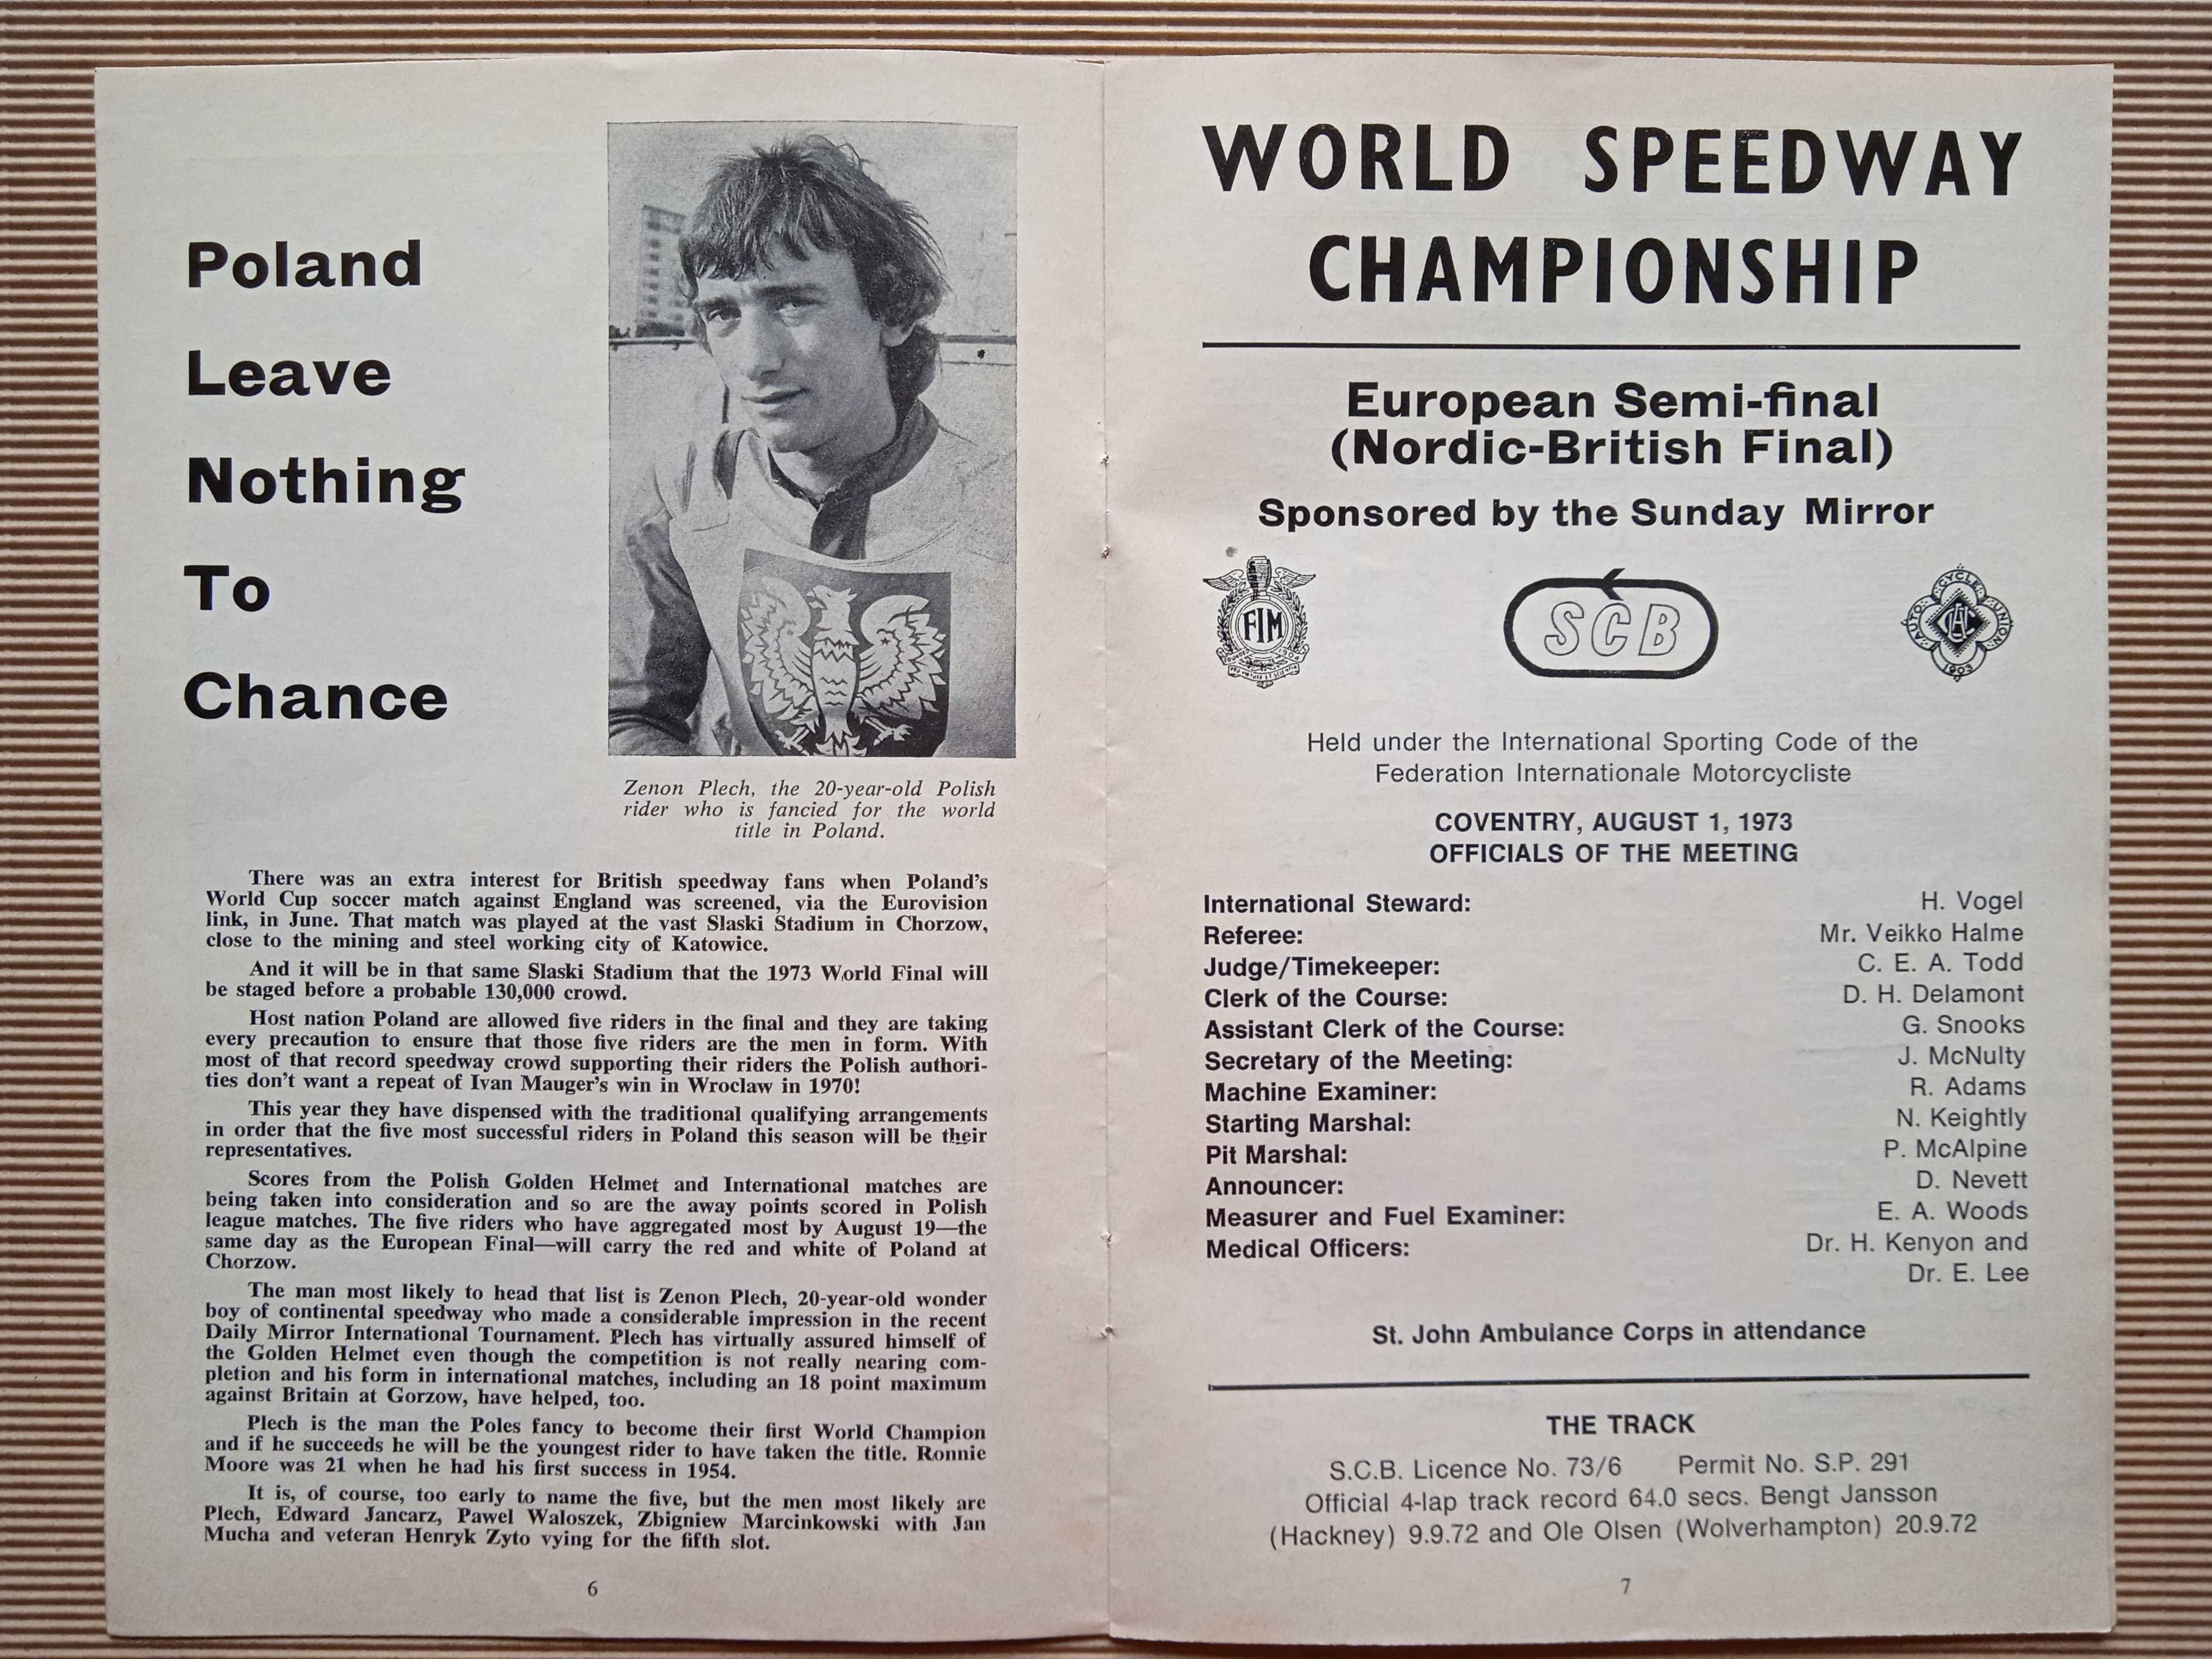 Poland
Leave
Nothing
To
Chance
Zenon Plech, the 20-year-old Polish
rider who is fancied for the world
title in Poland.
There was an extra interest for British speedway fans when Poland's
World Cup soccer match against England was screened, via the Eurovision
link, in June. That match was played at the vast Slaski Stadium in Chorzow,
close to the mining and steel working city of Katowice.
And it will be in that same Slaski Stadium that the 1973 World Final will
be staged before a probable 130,000 crowd.
Host nation Poland are allowed five riders in the final and they are taking
every precaution to ensure that those five riders are the men in form. With
most of that record speedway crowd supporting their riders the Polish authori-
ties don't want a repeat of Ivan Mauger's win in Wroclaw in 1970!
This year they have dispensed with the traditional qualifying arrangements
in order that the five most successful riders in Poland this season will be their
representatives.
Scores from the Polish Golden Helmet and International matches are
being taken into consideration and so are the away points scored in Polish
league matches. The five riders who have aggregated most by August 19—the
same day as the European Final—will carry the red and white of Poland at
Chorzow.
The man most likely to head that list is Zenon Plech, 20-year-old wonder
boy of continental speedway who made a considerable impression in the recent
Daily Mirror International Tournament. Plech has virtually assured himself of
the Golden Helmet even though the competition is not really nearing com-
pletion and his form in international matches, including an 18 point maximum
against Britain at Gorzow, have helped, too.
Plech is the man the Poles fancy to become their first World Champion
and if he succeeds he will be the youngest rider to have taken the title. Ronnie
Moore was 21 when he had his first success in 1954.
It is, of course, too early to name the five, but the men most likely are
Plech, Edward Jancarz, Pawel Waloszek, Zbigniew Marcinkowski with Jan
Mucha and veteran Henryk Zyto vying for the fifth slot.
6
WORLD SPEEDWAY
CHAMPIONSHIP
European Semi-final
(Nordic-British Final)
Sponsored by the Sunday Mirror
FIM
SCB
AUTO CYCLE UNION
ACU
1903
Held under the International Sporting Code of the
Federation Internationale Motorcycliste
COVENTRY, AUGUST 1, 1973
OFFICIALS OF THE MEETING
International Steward: H. Vogel
Referee: Mr. Veikko Halme
Judge/Timekeeper: C. E. A. Todd
Clerk of the Course: D. H. Delamont
Assistant Clerk of the Course: G. Snooks
Secretary of the Meeting: J. McNulty
Machine Examiner: R. Adams
Starting Marshal: N. Keightly
Pit Marshal: P. McAlpine
Announcer: D. Nevett
Measurer and Fuel Examiner: E. A. Woods
Medical Officers: Dr. H. Kenyon and
Dr. E. Lee
St. John Ambulance Corps in attendance
THE TRACK
S.C.B. Licence No. 73/6 Permit No. S.P. 291
Official 4-lap track record 64.0 secs. Bengt Jansson
(Hackney) 9.9.72 and Ole Olsen (Wolverhampton) 20.9.72
7